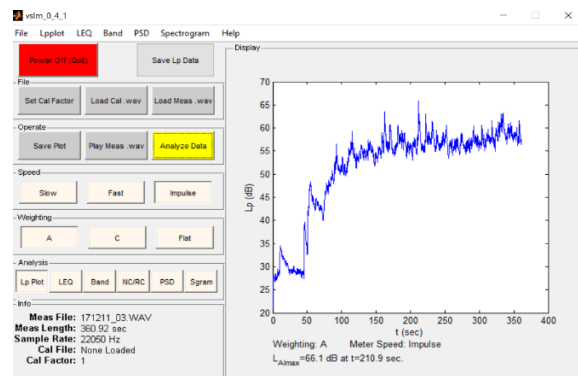 vslm_0_4_1
File Lpplot LEQ Band PSD Spectrogram Help
Power Off (Quit)
Save Lp Data
File
Set Cal Factor
Load Cal .wav
Load Meas .wav
Operate
Save Plot
Play Meas .wav
Analyze Data
Speed
Slow
Fast
Impulse
Weighting
A
C
Flat
Analysis
Lp Plot
LEQ
Band
NC/RC
PSD
Sgram
Info
Meas File: 171211_03.WAV
Meas Length: 360.92 sec
Sample Rate: 22050 Hz
Cal File: None Loaded
Cal Factor: 1
Display
70
65
60
55
50
45
40
35
30
25
20
Lp (dB)
0 50 100 150 200 250 300 350 400
t (sec)
Weighting: A Meter Speed: Impulse
LAImax=66.1 dB at t=210.9 sec.